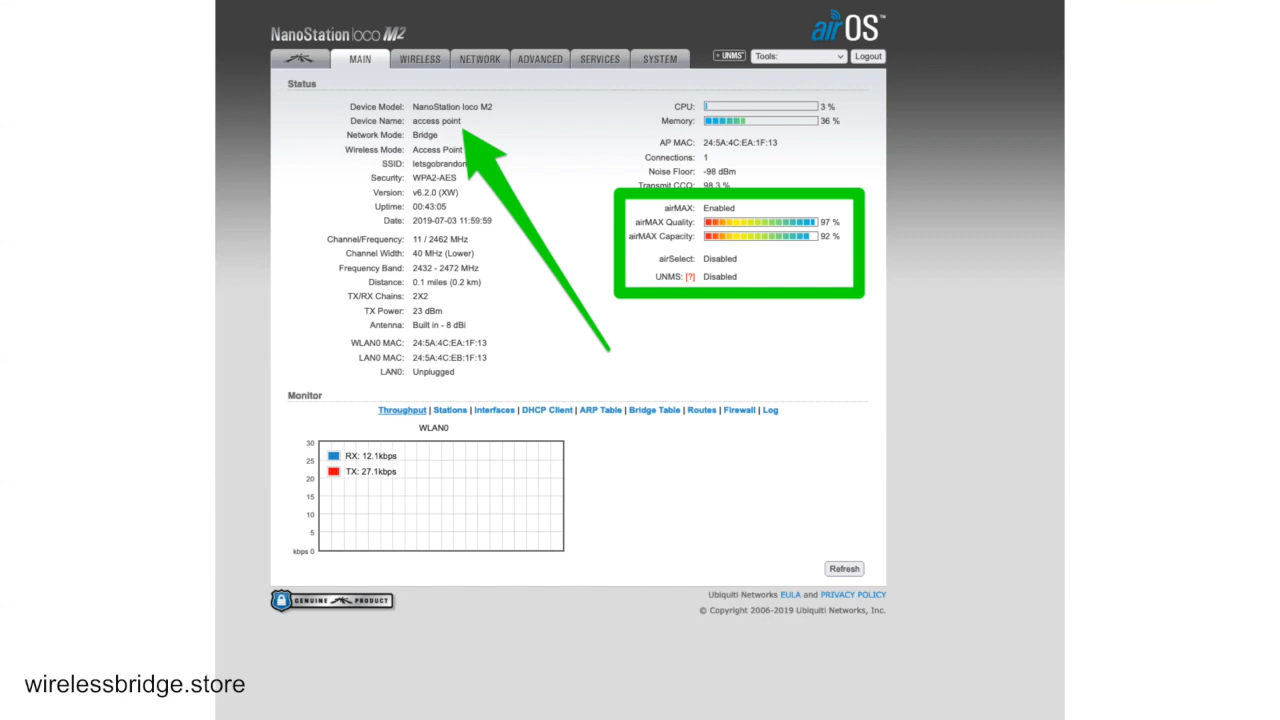 NanoStation loco M2
airOS™
MAIN
WIRELESS
NETWORK
ADVANCED
SERVICES
SYSTEM
UNMS™
Tools:
Logout
Status
Device Model: NanoStation loco M2
Device Name: access point
Network Mode: Bridge
Wireless Mode: Access Point
SSID: letsgobrandon
Security: WPA2-AES
Version: v6.2.0 (XW)
Uptime: 00:43:05
Date: 2019-07-03 11:59:59
Channel/Frequency: 11 / 2462 MHz
Channel Width: 40 MHz (Lower)
Frequency Band: 2432 - 2472 MHz
Distance: 0.1 miles (0.2 km)
TX/RX Chains: 2X2
TX Power: 23 dBm
Antenna: Built in - 8 dBi
WLAN0 MAC: 24:5A:4C:EA:1F:13
LAN0 MAC: 24:5A:4C:EB:1F:13
LAN0: Unplugged
CPU: 3 %
Memory: 36 %
AP MAC: 24:5A:4C:EA:1F:13
Connections: 1
Noise Floor: -98 dBm
Transmit CCQ: 98.3 %
airMAX: Enabled
airMAX Quality: 97 %
airMAX Capacity: 92 %
airSelect: Disabled
UNMS: [?] Disabled
Monitor
Throughput | Stations | Interfaces | DHCP Client | ARP Table | Bridge Table | Routes | Firewall | Log
WLAN0
30
25
20
15
10
5
kbps 0
RX: 12.1kbps
TX: 27.1kbps
Refresh
GENUINE PRODUCT
Ubiquiti Networks EULA and PRIVACY POLICY
© Copyright 2006-2019 Ubiquiti Networks, Inc.
wirelessbridge.store